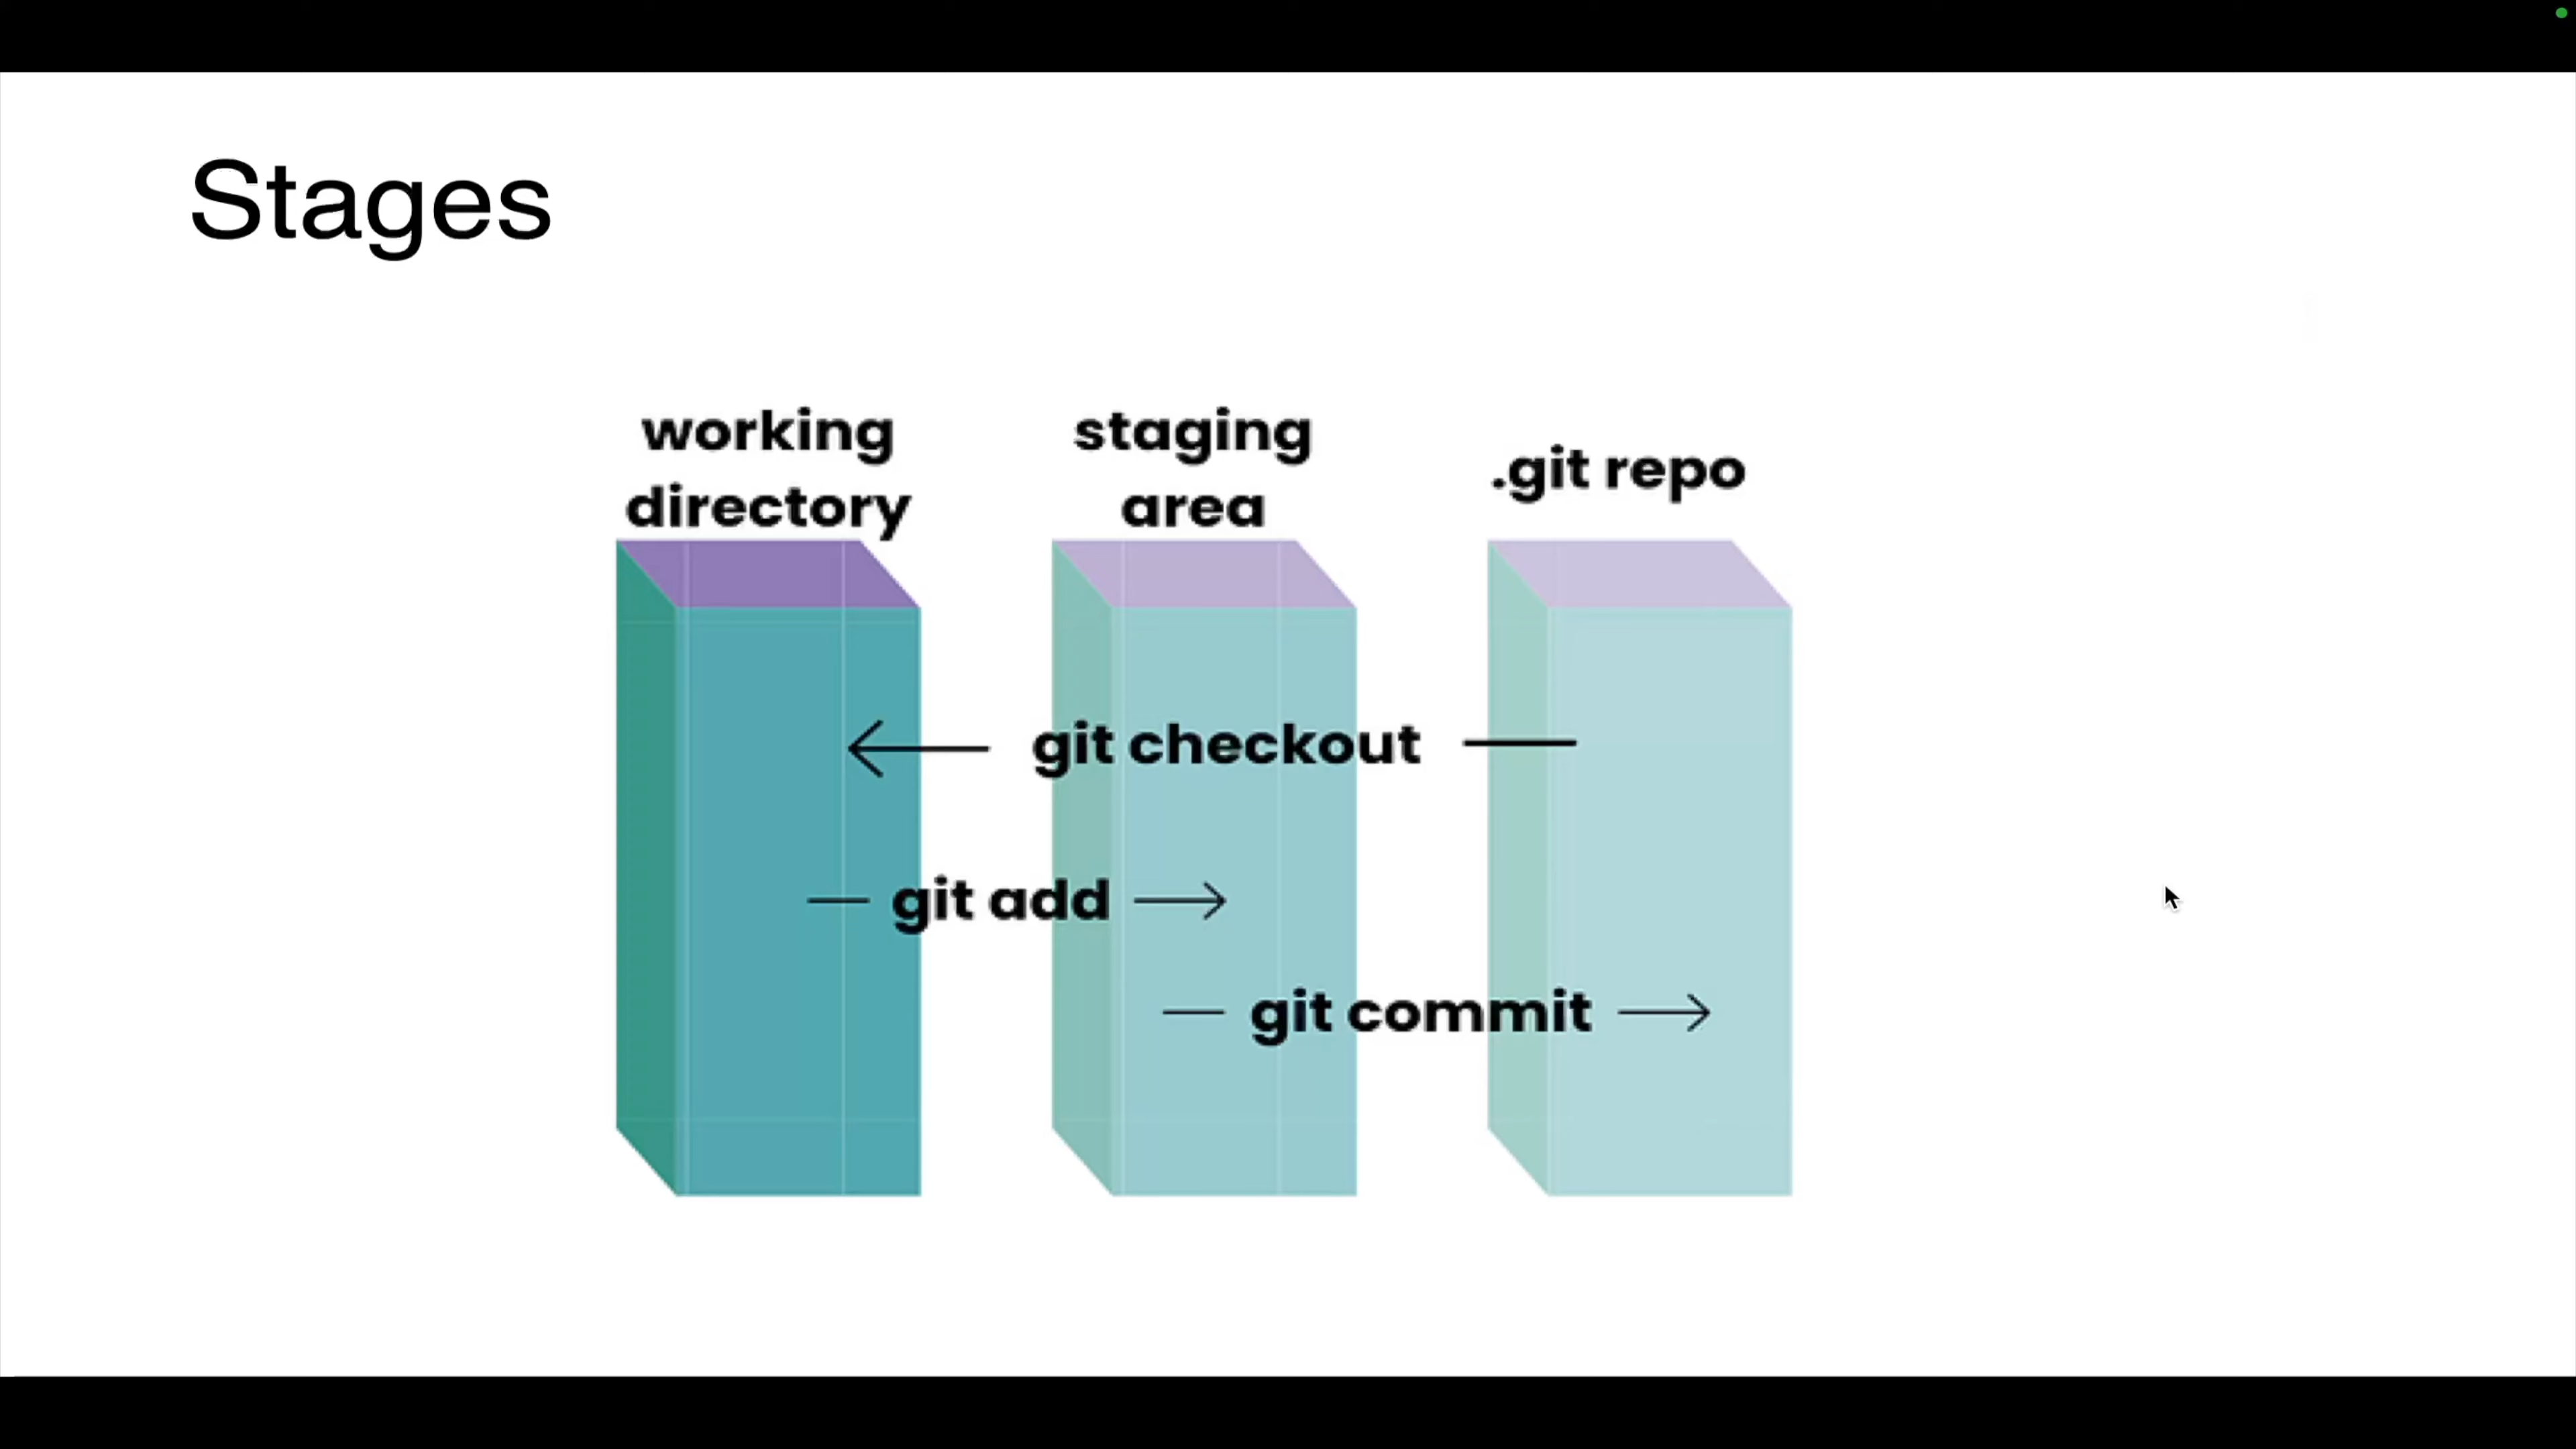 Stages
working
directory
staging
area
.git repo
git checkout
git add
git commit